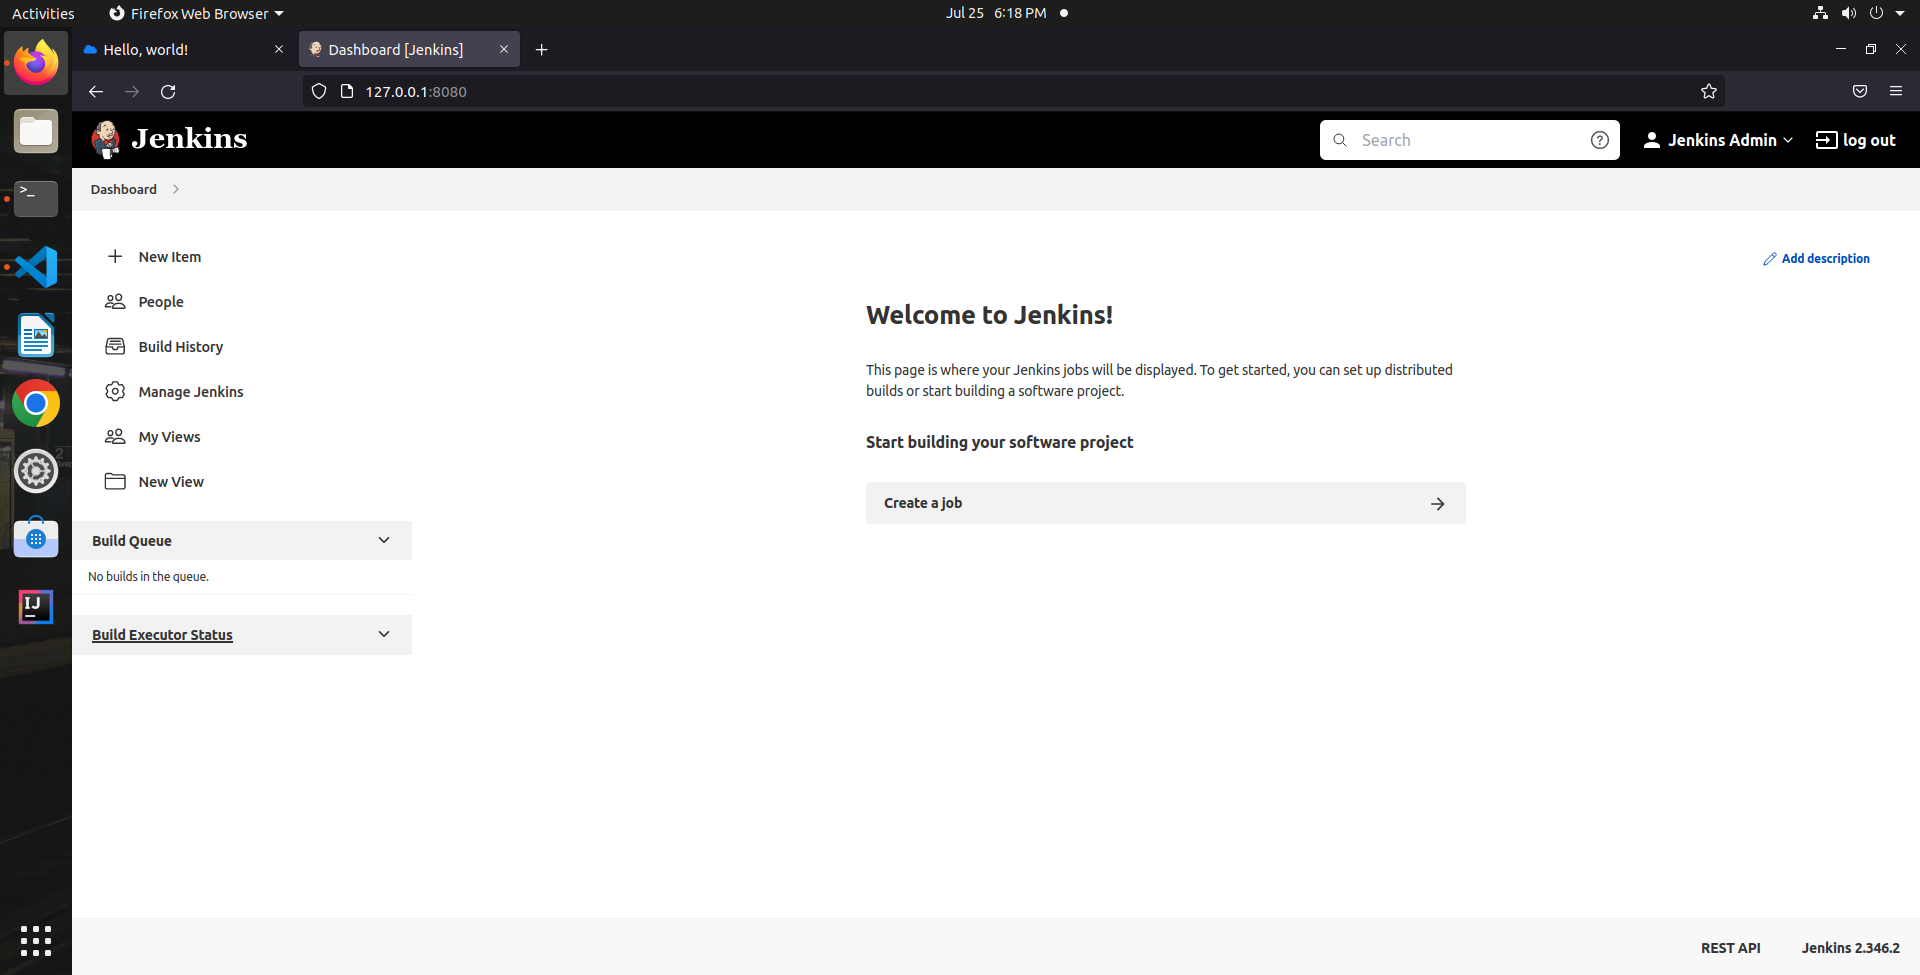 Activities
Firefox Web Browser
Jul 25 6:18 PM
Hello, world!
Dashboard [Jenkins]
127.0.0.1:8080
Jenkins
Search
Jenkins Admin
log out
Dashboard
New Item
People
Build History
Manage Jenkins
My Views
New View
Build Queue
No builds in the queue.
Build Executor Status
Add description
Welcome to Jenkins!
This page is where your Jenkins jobs will be displayed. To get started, you can set up distributed
builds or start building a software project.
Start building your software project
Create a job
REST API
Jenkins 2.346.2